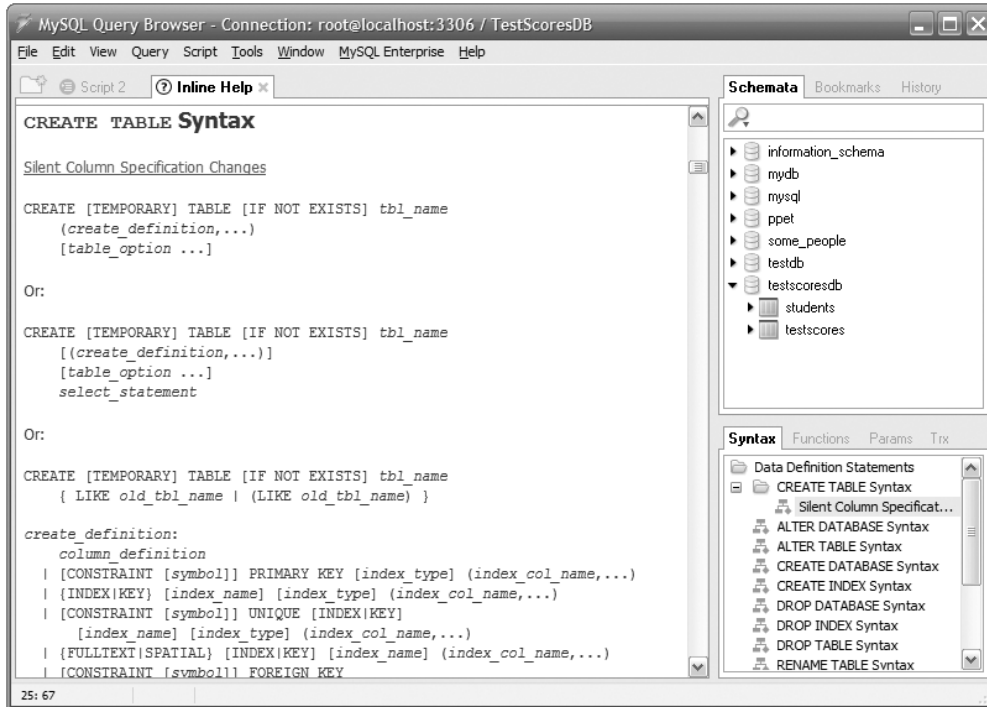 MySQL Query Browser - Connection: root@localhost:3306 / TestScoresDB
File Edit View Query Script Tools Window MySQL Enterprise Help
Script 2 Inline Help
CREATE TABLE Syntax
Silent Column Specification Changes
CREATE [TEMPORARY] TABLE [IF NOT EXISTS] tbl_name
(create_definition,...)
[table_option ...]
Or:
CREATE [TEMPORARY] TABLE [IF NOT EXISTS] tbl_name
[(create_definition,...)]
[table_option ...]
select_statement
Or:
CREATE [TEMPORARY] TABLE [IF NOT EXISTS] tbl_name
{ LIKE old_tbl_name | (LIKE old_tbl_name) }
create_definition:
column_definition
| [CONSTRAINT [symbol]] PRIMARY KEY [index_type] (index_col_name,...)
| {INDEX|KEY} [index_name] [index_type] (index_col_name,...)
| [CONSTRAINT [symbol]] UNIQUE [INDEX|KEY]
[index_name] [index_type] (index_col_name,...)
| {FULLTEXT|SPATIAL} [INDEX|KEY] [index_name] (index_col_name,...)
| [CONSTRAINT [symbol]] FOREIGN KEY
Schemata Bookmarks History
information_schema
mydb
mysql
ppet
some_people
testdb
testscoresdb
students
testscores
Syntax Functions Params Trx
Data Definition Statements
CREATE TABLE Syntax
Silent Column Specificat...
ALTER DATABASE Syntax
ALTER TABLE Syntax
CREATE DATABASE Syntax
CREATE INDEX Syntax
DROP DATABASE Syntax
DROP INDEX Syntax
DROP TABLE Syntax
RENAME TABLE Syntax
25: 67